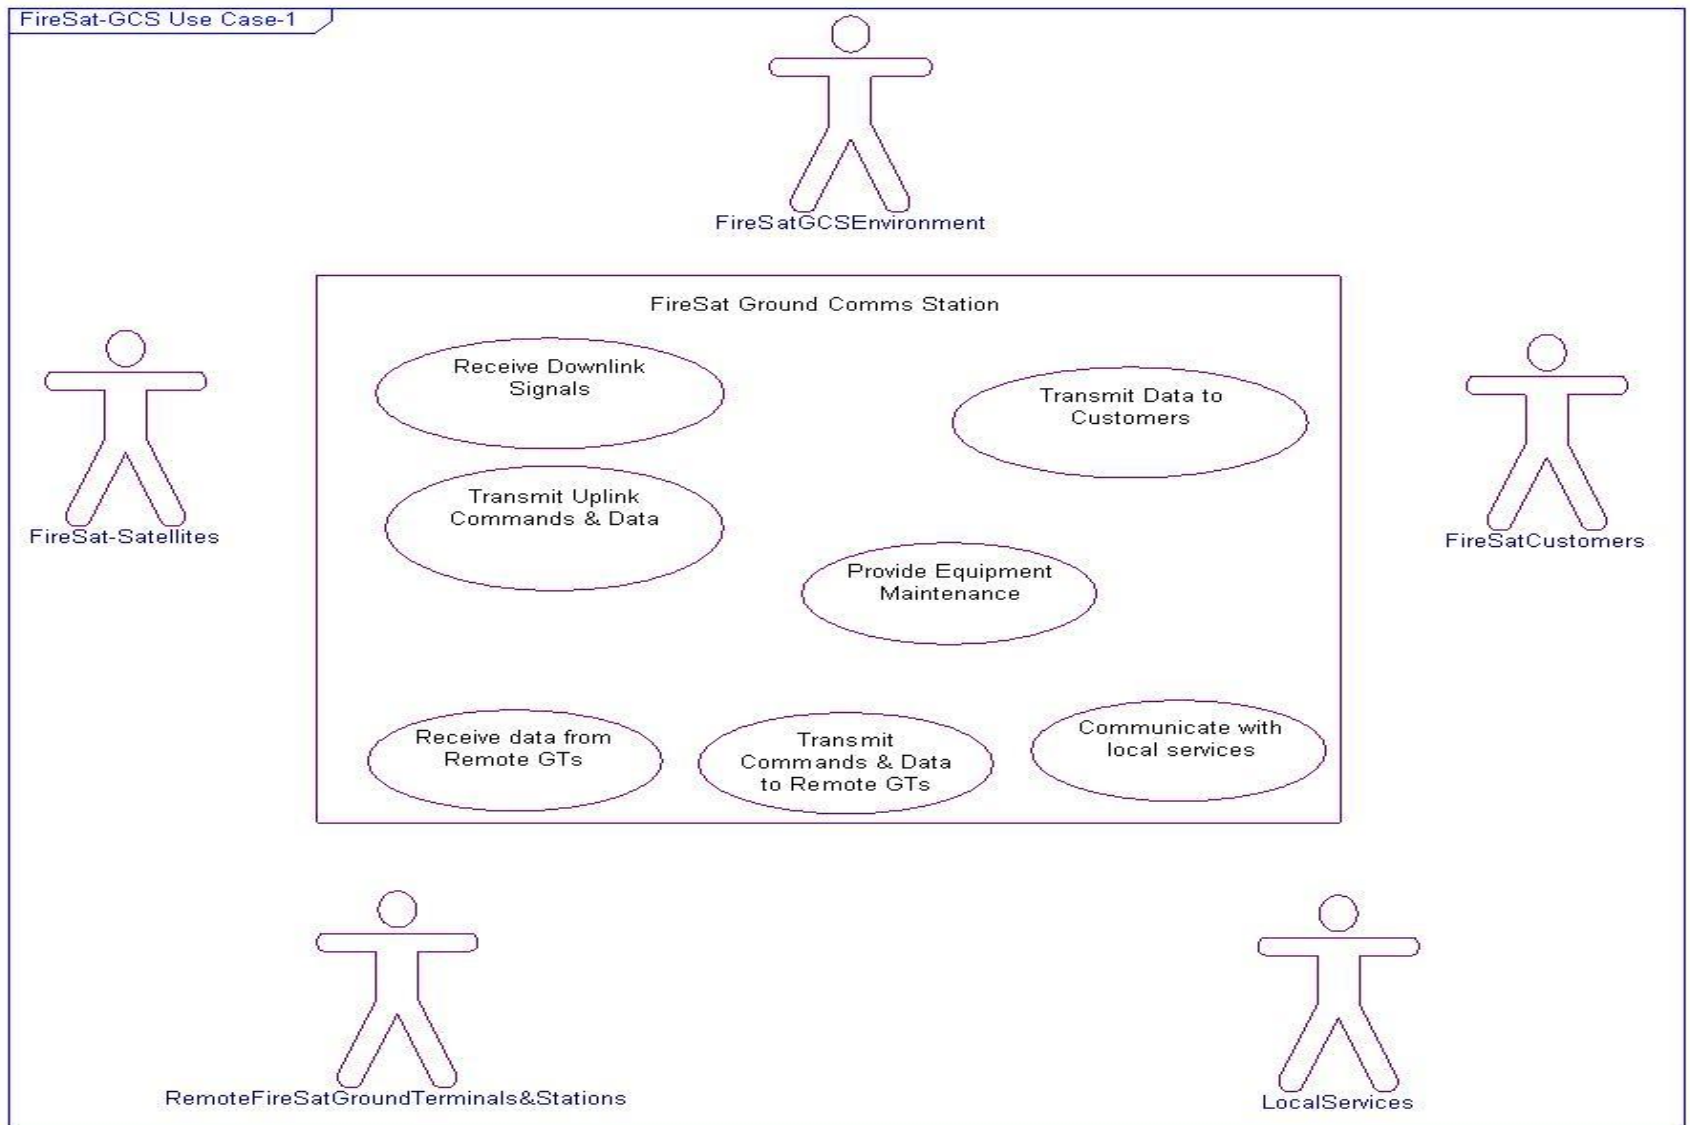 FireSat-GCS Use Case-1
FireSatGCSEnvironment
FireSat Ground Comms Station
Receive Downlink
Signals
Transmit Data to
Customers
Transmit Uplink
Commands & Data
FireSat-Satellites
FireSatCustomers
Provide Equipment
Maintenance
Receive data from
Remote GTs
Transmit
Commands & Data
to Remote GTs
Communicate with
local services
RemoteFireSatGroundTerminals&Stations
LocalServices